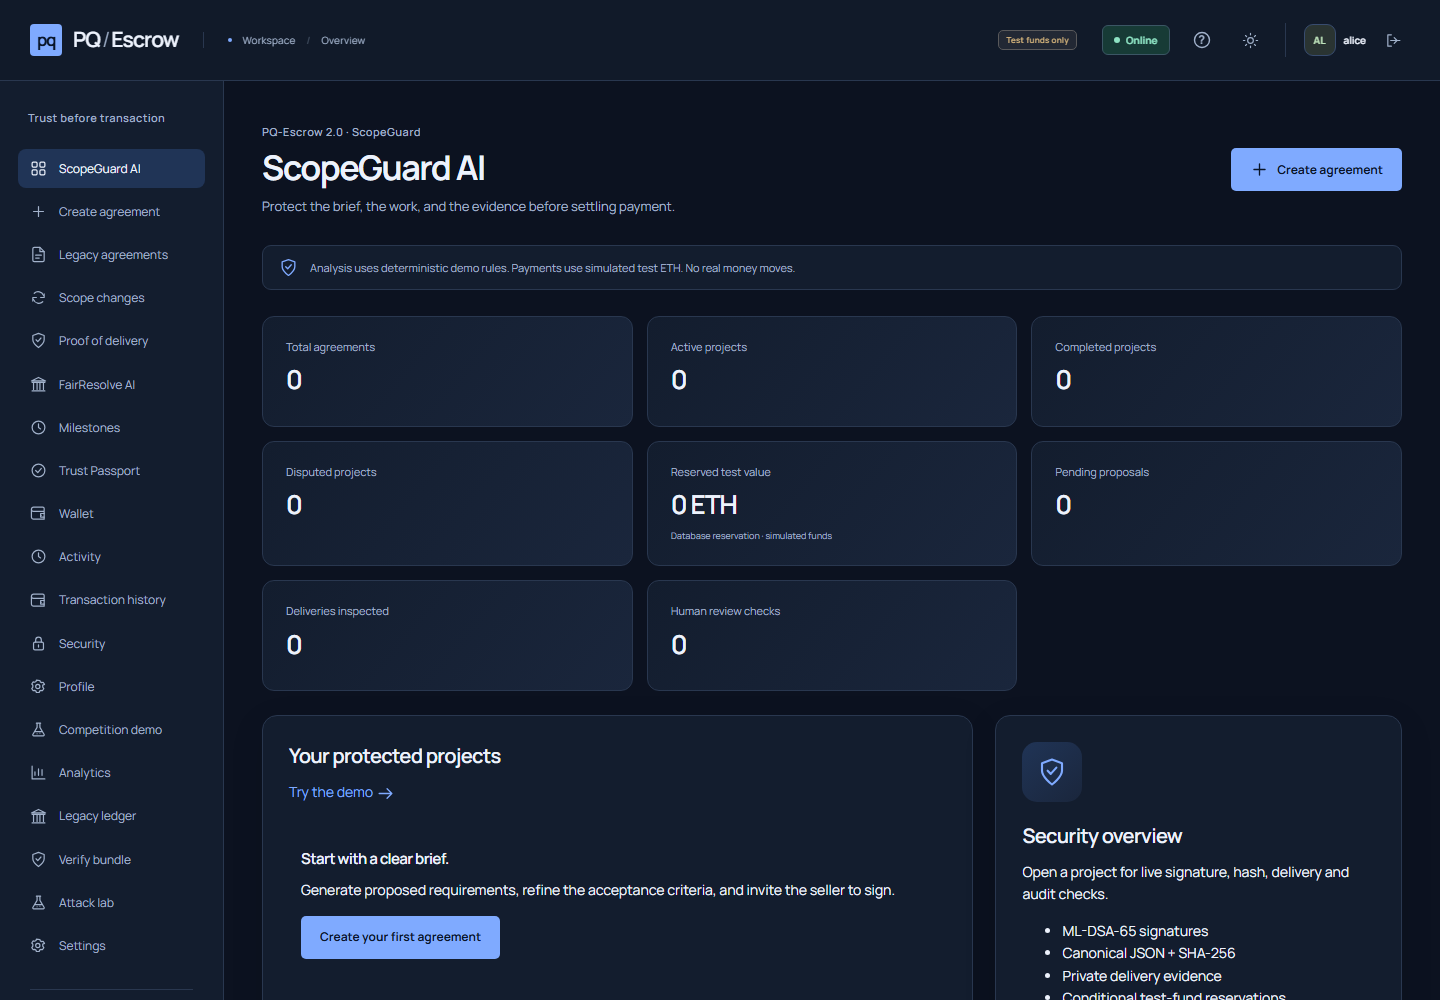 pq PQ/Escrow
Workspace / Overview
Test funds only
Online
AL alice
Trust before transaction
ScopeGuard AI
Create agreement
Legacy agreements
Scope changes
Proof of delivery
FairResolve AI
Milestones
Trust Passport
Wallet
Activity
Transaction history
Security
Profile
Competition demo
Analytics
Legacy ledger
Verify bundle
Attack lab
Settings
PQ-Escrow 2.0 · ScopeGuard
ScopeGuard AI
Protect the brief, the work, and the evidence before settling payment.
Create agreement
Analysis uses deterministic demo rules. Payments use simulated test ETH. No real money moves.
Total agreements
0
Active projects
0
Completed projects
0
Disputed projects
0
Reserved test value
0 ETH
Database reservation · simulated funds
Pending proposals
0
Deliveries inspected
0
Human review checks
0
Your protected projects
Try the demo →
Start with a clear brief.
Generate proposed requirements, refine the acceptance criteria, and invite the seller to sign.
Create your first agreement
Security overview
Open a project for live signature, hash, delivery and
audit checks.
• ML-DSA-65 signatures
• Canonical JSON + SHA-256
• Private delivery evidence
• Conditional test-fund reservations